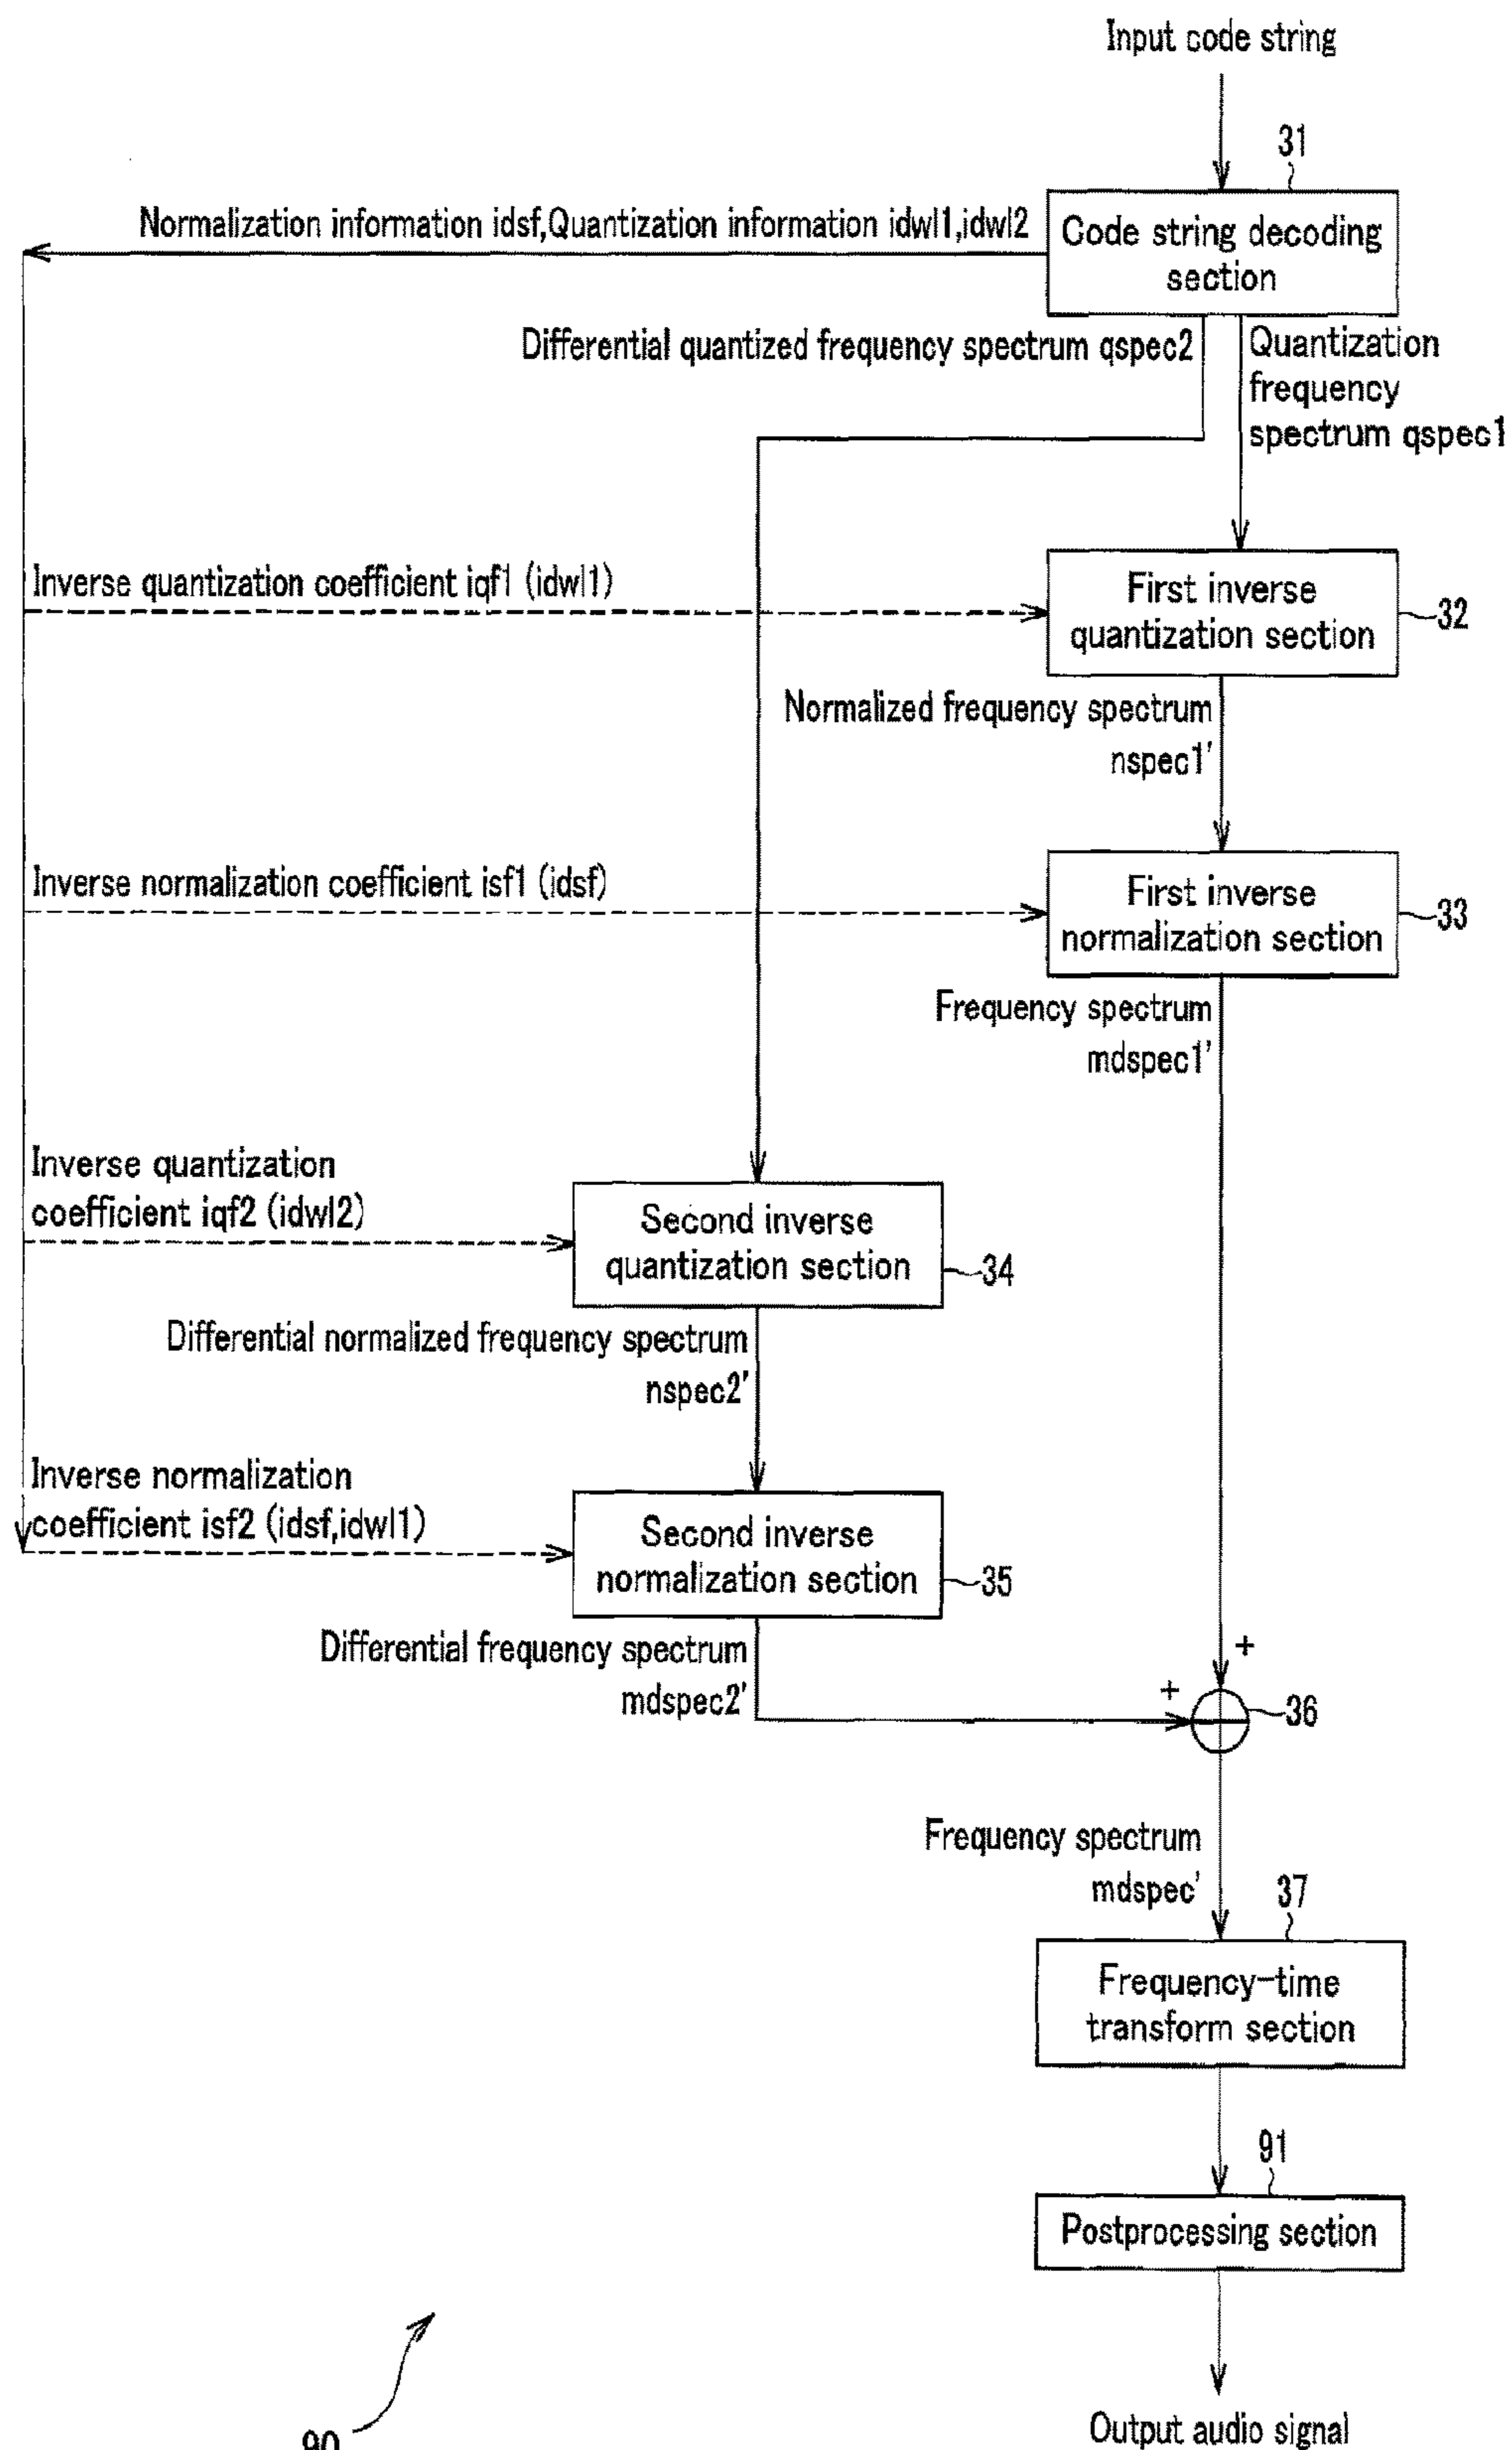 Input code string
31
Normalization information idsf,Quantization information idwl1,idwl2
Code string decoding
section
Differential quantized frequency spectrum qspec2
Quantization
frequency
spectrum qspec1
Inverse quantization coefficient iqf1 (idwl1)
First inverse
quantization section
32
Normalized frequency spectrum
nspec1'
Inverse normalization coefficient isf1 (idsf)
First inverse
normalization section
33
Frequency spectrum
mdspec1'
Inverse quantization
coefficient iqf2 (idwl2)
Second inverse
quantization section
34
Differential normalized frequency spectrum
nspec2'
Inverse normalization
coefficient isf2 (idsf,idwl1)
Second inverse
normalization section
35
Differential frequency spectrum
mdspec2'
+
+
36
Frequency spectrum
mdspec'
37
Frequency-time
transform section
91
Postprocessing section
90
Output audio signal